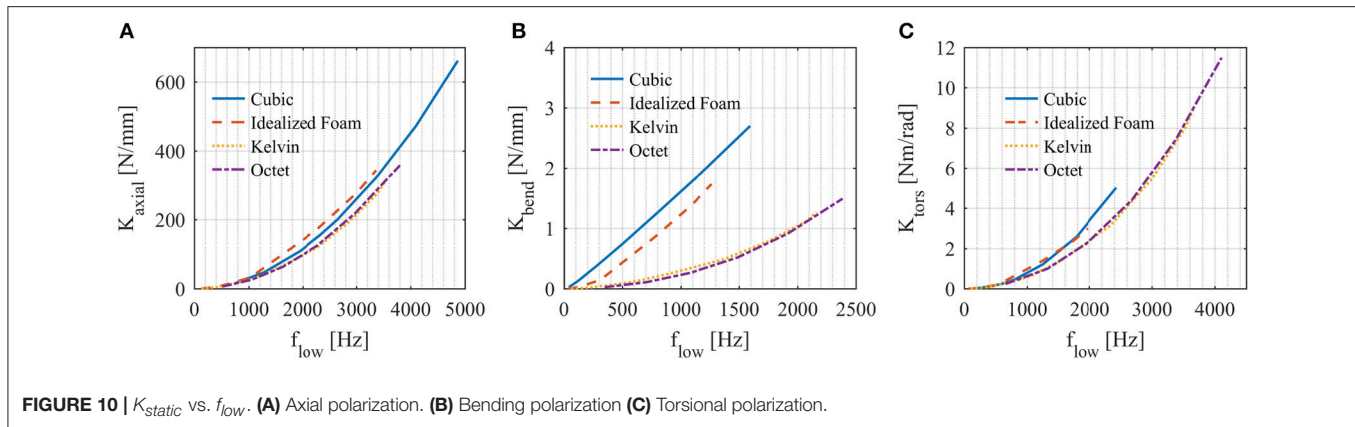 A
K_axial [N/mm]
600
400
200
0
Cubic
Idealized Foam
Kelvin
Octet
0 1000 2000 3000 4000 5000
f_low [Hz]
B
K_bend [N/mm]
4
3
2
1
0
Cubic
Idealized Foam
Kelvin
Octet
0 500 1000 1500 2000 2500
f_low [Hz]
C
K_tors [Nm/rad]
12
10
8
6
4
2
0
Cubic
Idealized Foam
Kelvin
Octet
0 1000 2000 3000 4000
f_low [Hz]
FIGURE 10 | K_static vs. f_low. (A) Axial polarization. (B) Bending polarization (C) Torsional polarization.